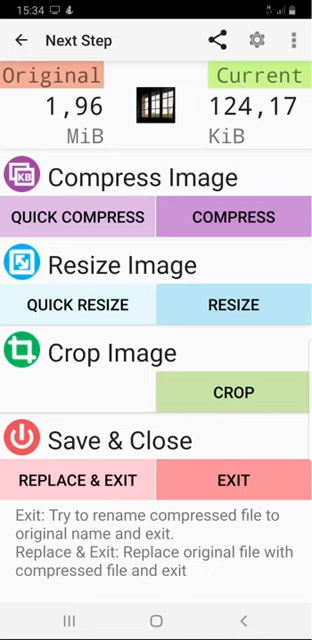 15:34
Next Step
Original
Current
1,96
124,17
MiB
KiB
KB
Compress Image
QUICK COMPRESS
COMPRESS
Resize Image
QUICK RESIZE
RESIZE
Crop Image
CROP
Save & Close
REPLACE & EXIT
EXIT
Exit: Try to rename compressed file to
original name and exit.
Replace & Exit: Replace original file with
compressed file and exit